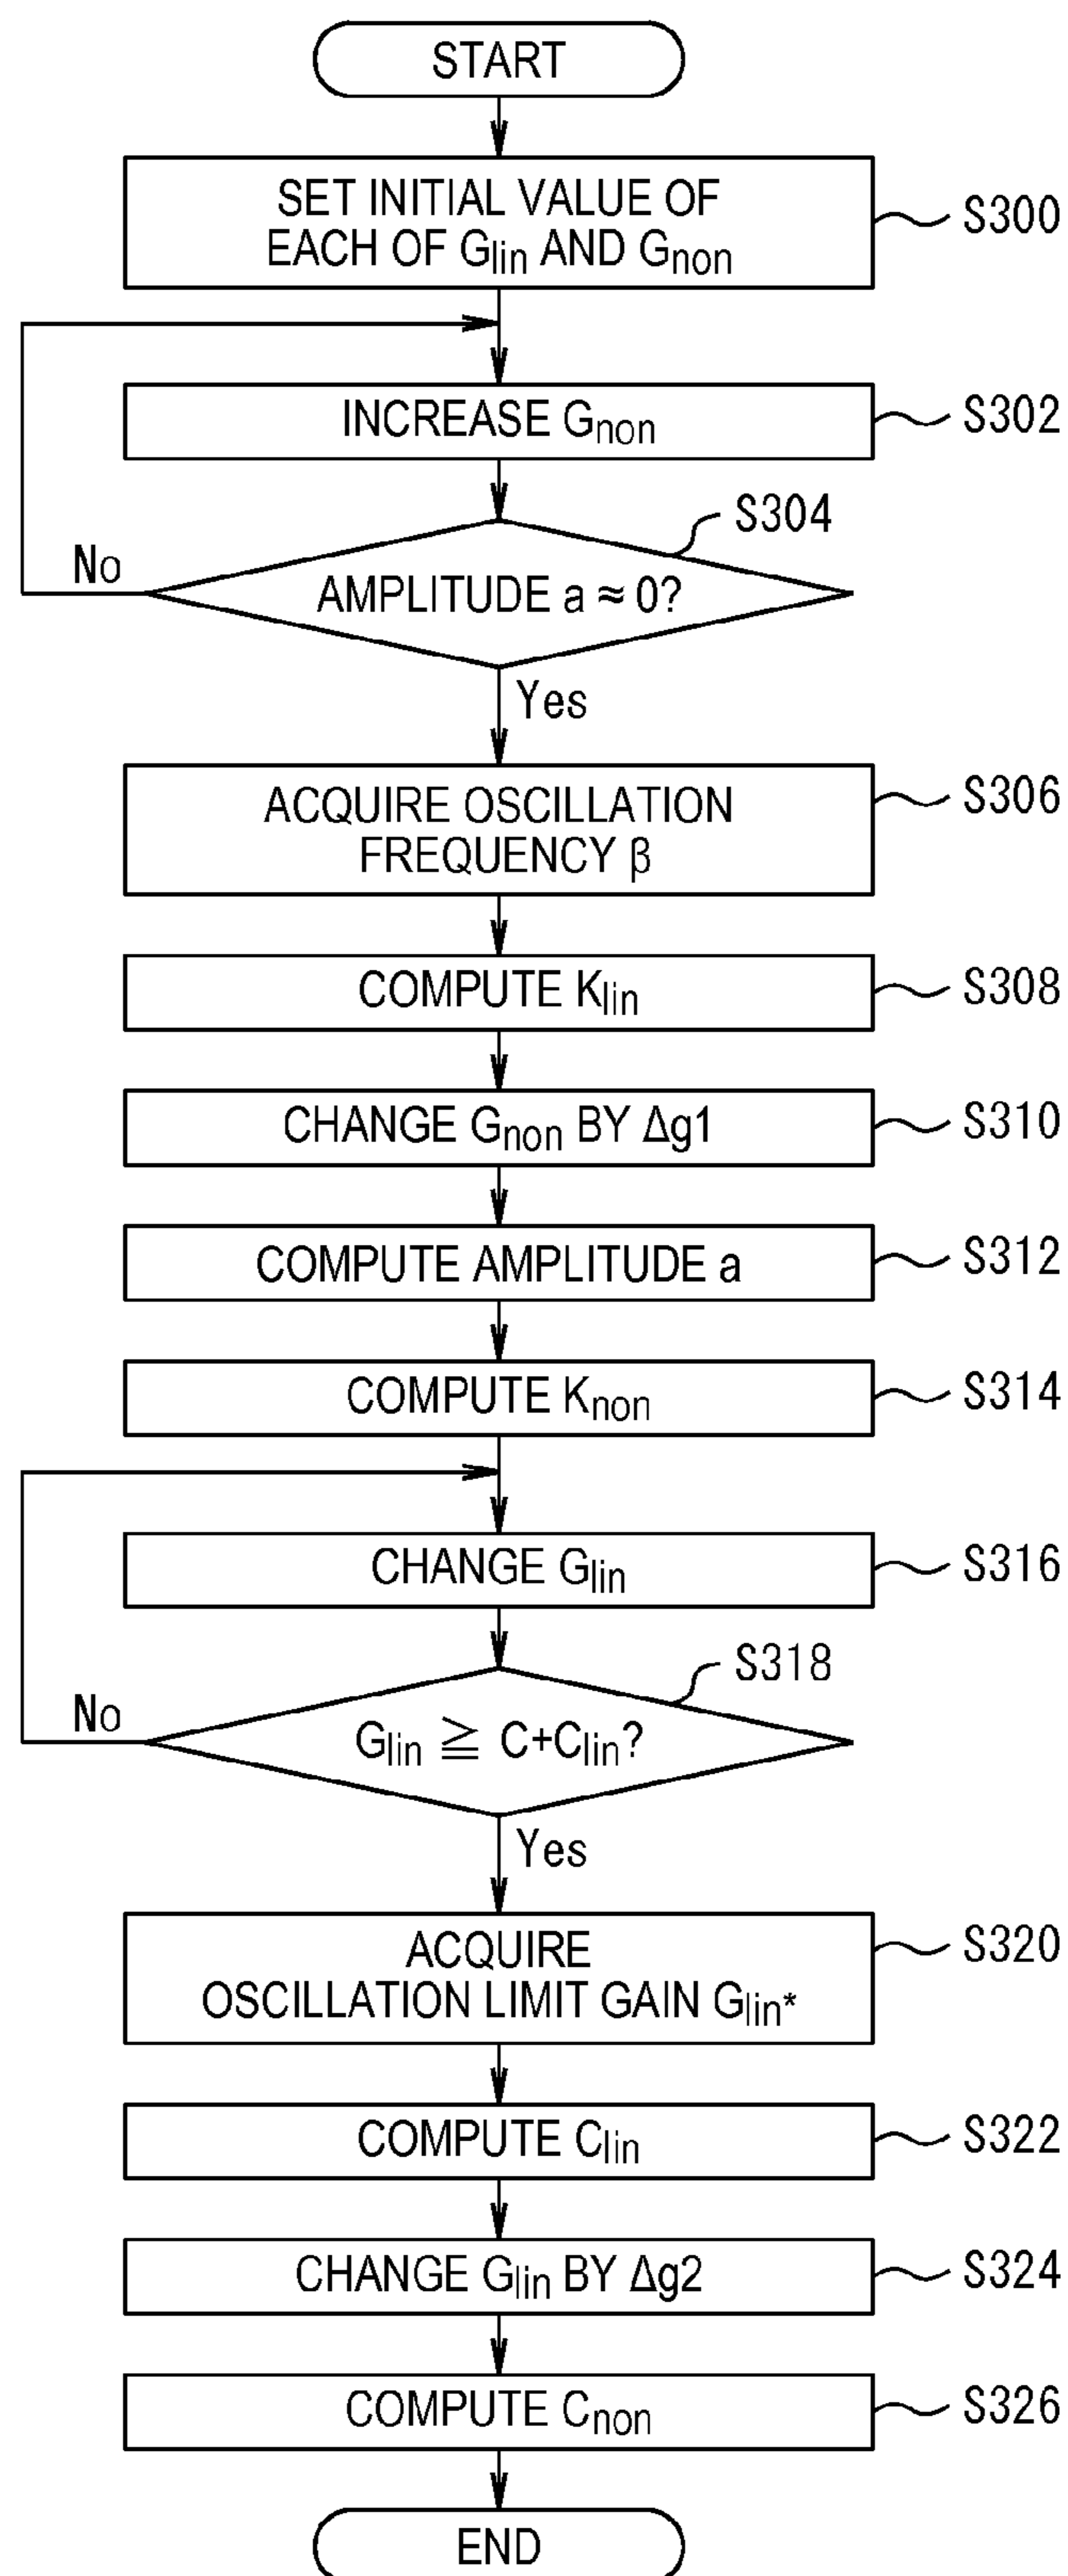 START
SET INITIAL VALUE OF
EACH OF Glin AND Gnon
S300
INCREASE Gnon
S302
S304
AMPLITUDE a ≈ 0?
No
Yes
ACQUIRE OSCILLATION
FREQUENCY β
S306
COMPUTE Klin
S308
CHANGE Gnon BY Δg1
S310
COMPUTE AMPLITUDE a
S312
COMPUTE Knon
S314
CHANGE Glin
S316
S318
Glin ≧ C+Clin?
No
Yes
ACQUIRE
OSCILLATION LIMIT GAIN Glin*
S320
COMPUTE Clin
S322
CHANGE Glin BY Δg2
S324
COMPUTE Cnon
S326
END